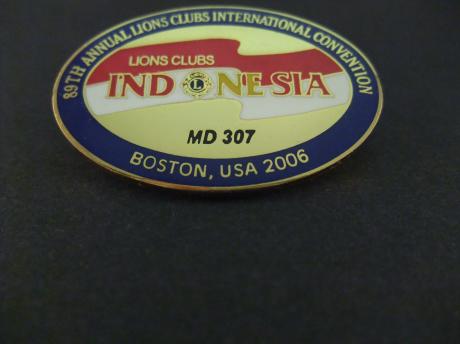 89TH ANNUAL LIONS CLUBS INTERNATIONAL CONVENTION
LIONS CLUBS
INDONESIA
L
MD 307
BOSTON, USA 2006